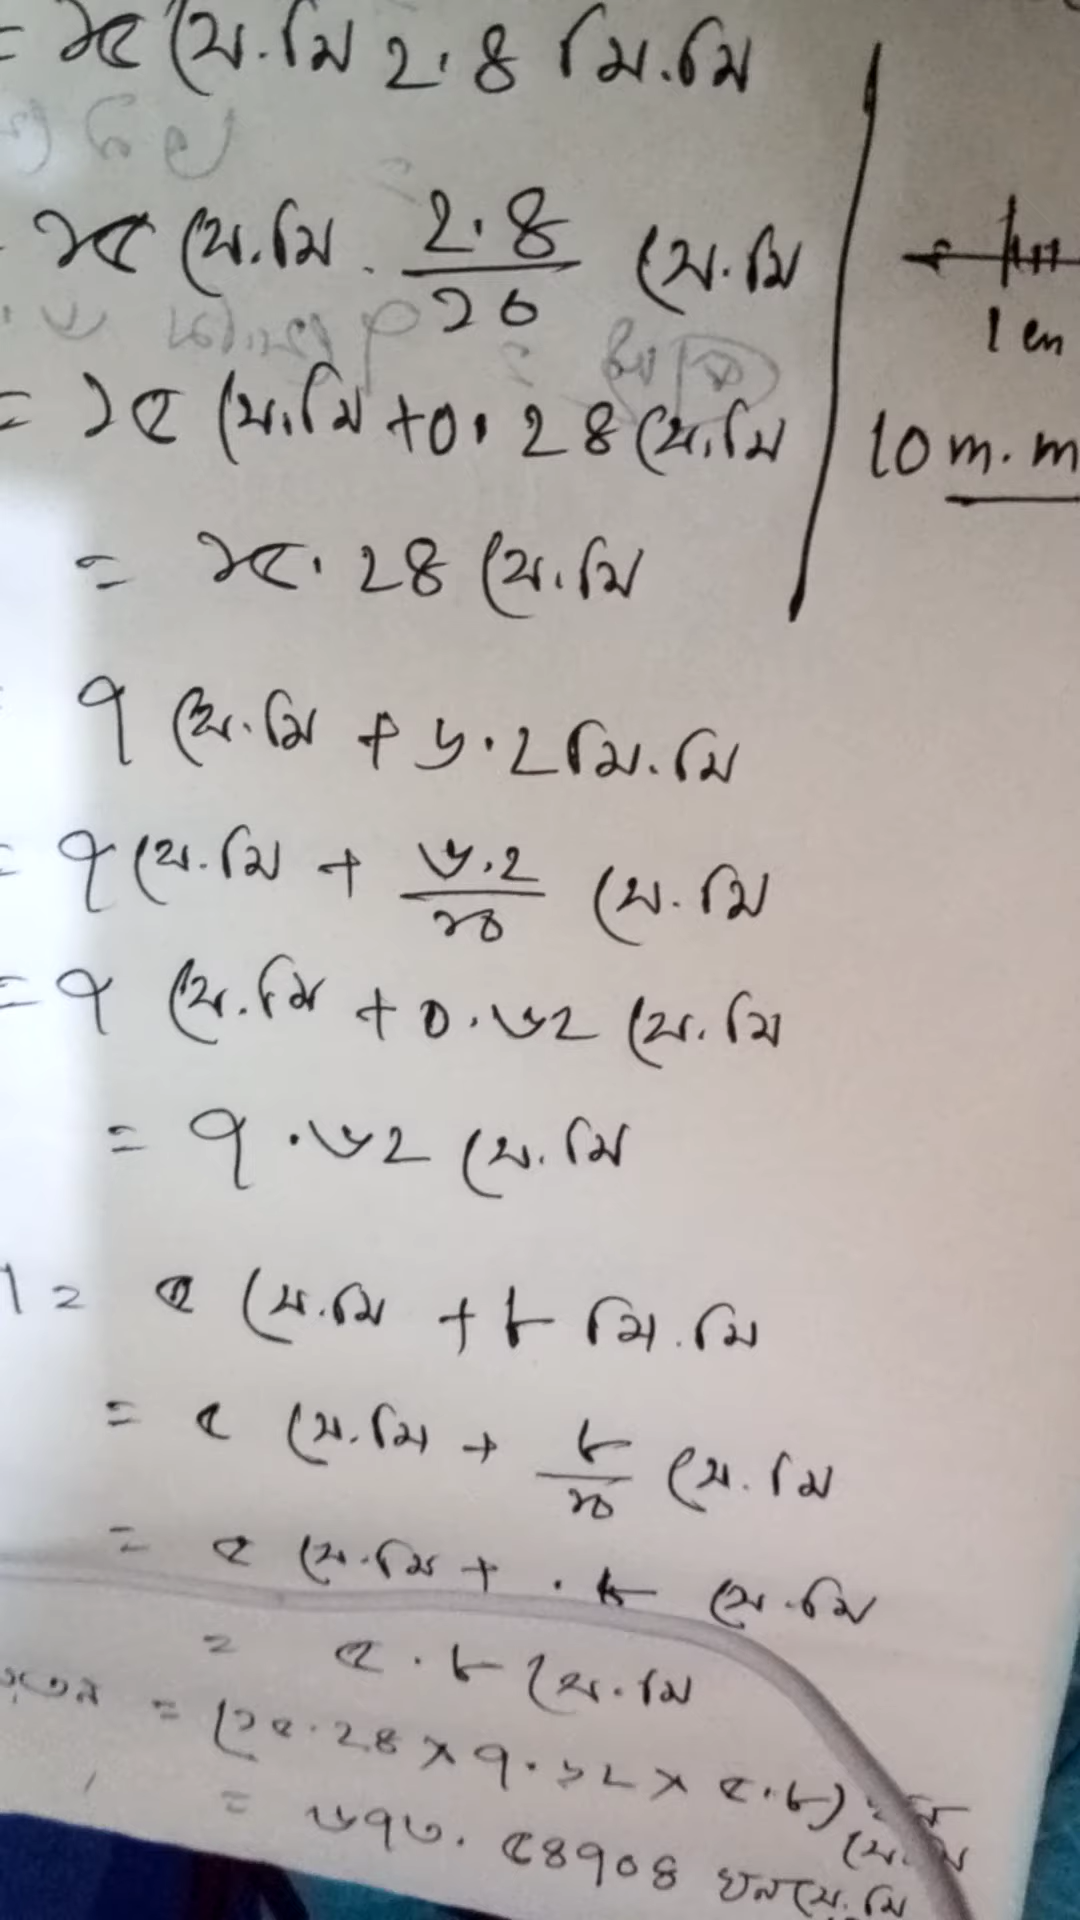 = ১৫ সে.মি ২.৪ মি.মি
১৫ সে.মি. ২.৪/১০ সে.মি
= ১৫ সে.মি + ০.২৪ সে.মি
= ১৫.২৪ সে.মি
৭ সে.মি + ৬.২ মি.মি
= ৭ সে.মি + ৬.২/১০ সে.মি
= ৭ সে.মি + ০.৬২ সে.মি
= ৭.৬২ সে.মি
= ৫ সে.মি + ৮ মি.মি
= ৫ সে.মি + ৮/১০ সে.মি
= ৫ সে.মি + .৮ সে.মি
= ৫.৮ সে.মি
= (১৫.২৪ × ৭.৬২ × ৫.৮) ঘন সে.মি
= ৬৭৩.৫৪৭০৪ ঘন সে.মি
1 cm
10 m.m